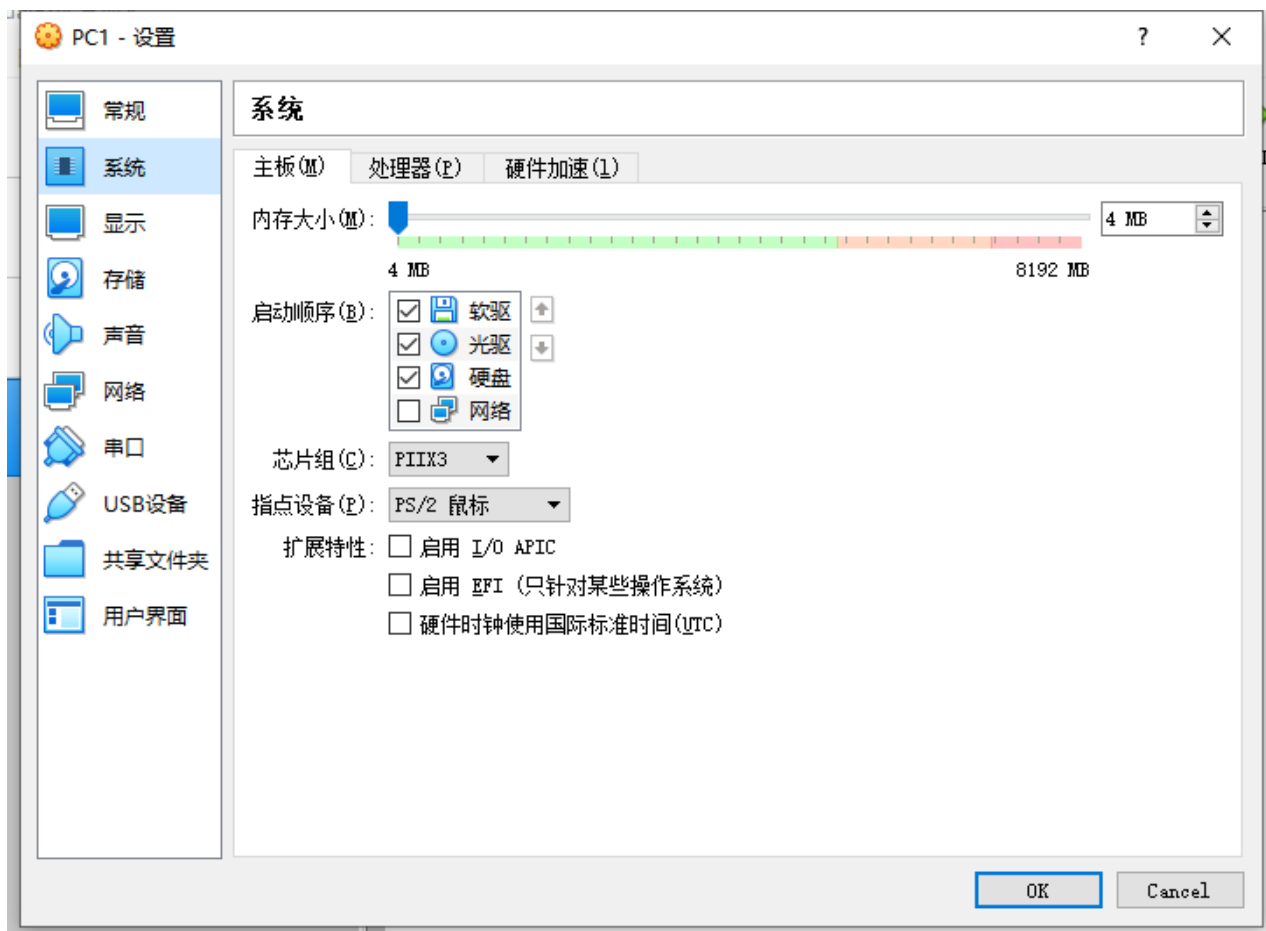 PC1 - 设置
常规
系统
显示
存储
声音
网络
串口
USB设备
共享文件夹
用户界面
系统
主板(M) 处理器(P) 硬件加速(l)
内存大小(M): 4 MB
4 MB 8192 MB
启动顺序(B): 软驱
光驱
硬盘
网络
芯片组(C): PIIX3
指点设备(P): PS/2 鼠标
扩展特性: 启用 I/O APIC
启用 EFI (只针对某些操作系统)
硬件时钟使用国际标准时间(UTC)
OK Cancel